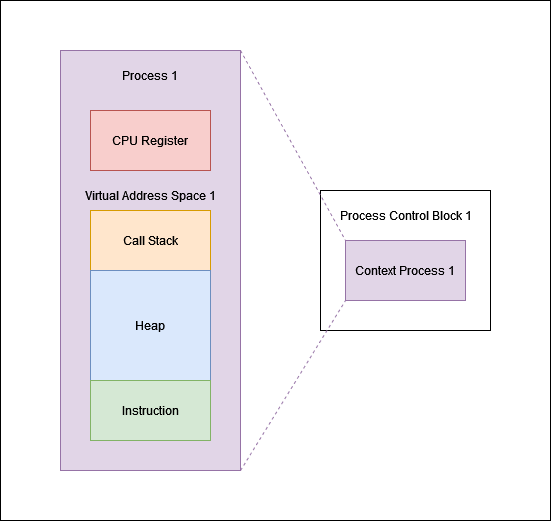 Process 1
CPU Register
Virtual Address Space 1
Call Stack
Heap
Instruction
Process Control Block 1
Context Process 1